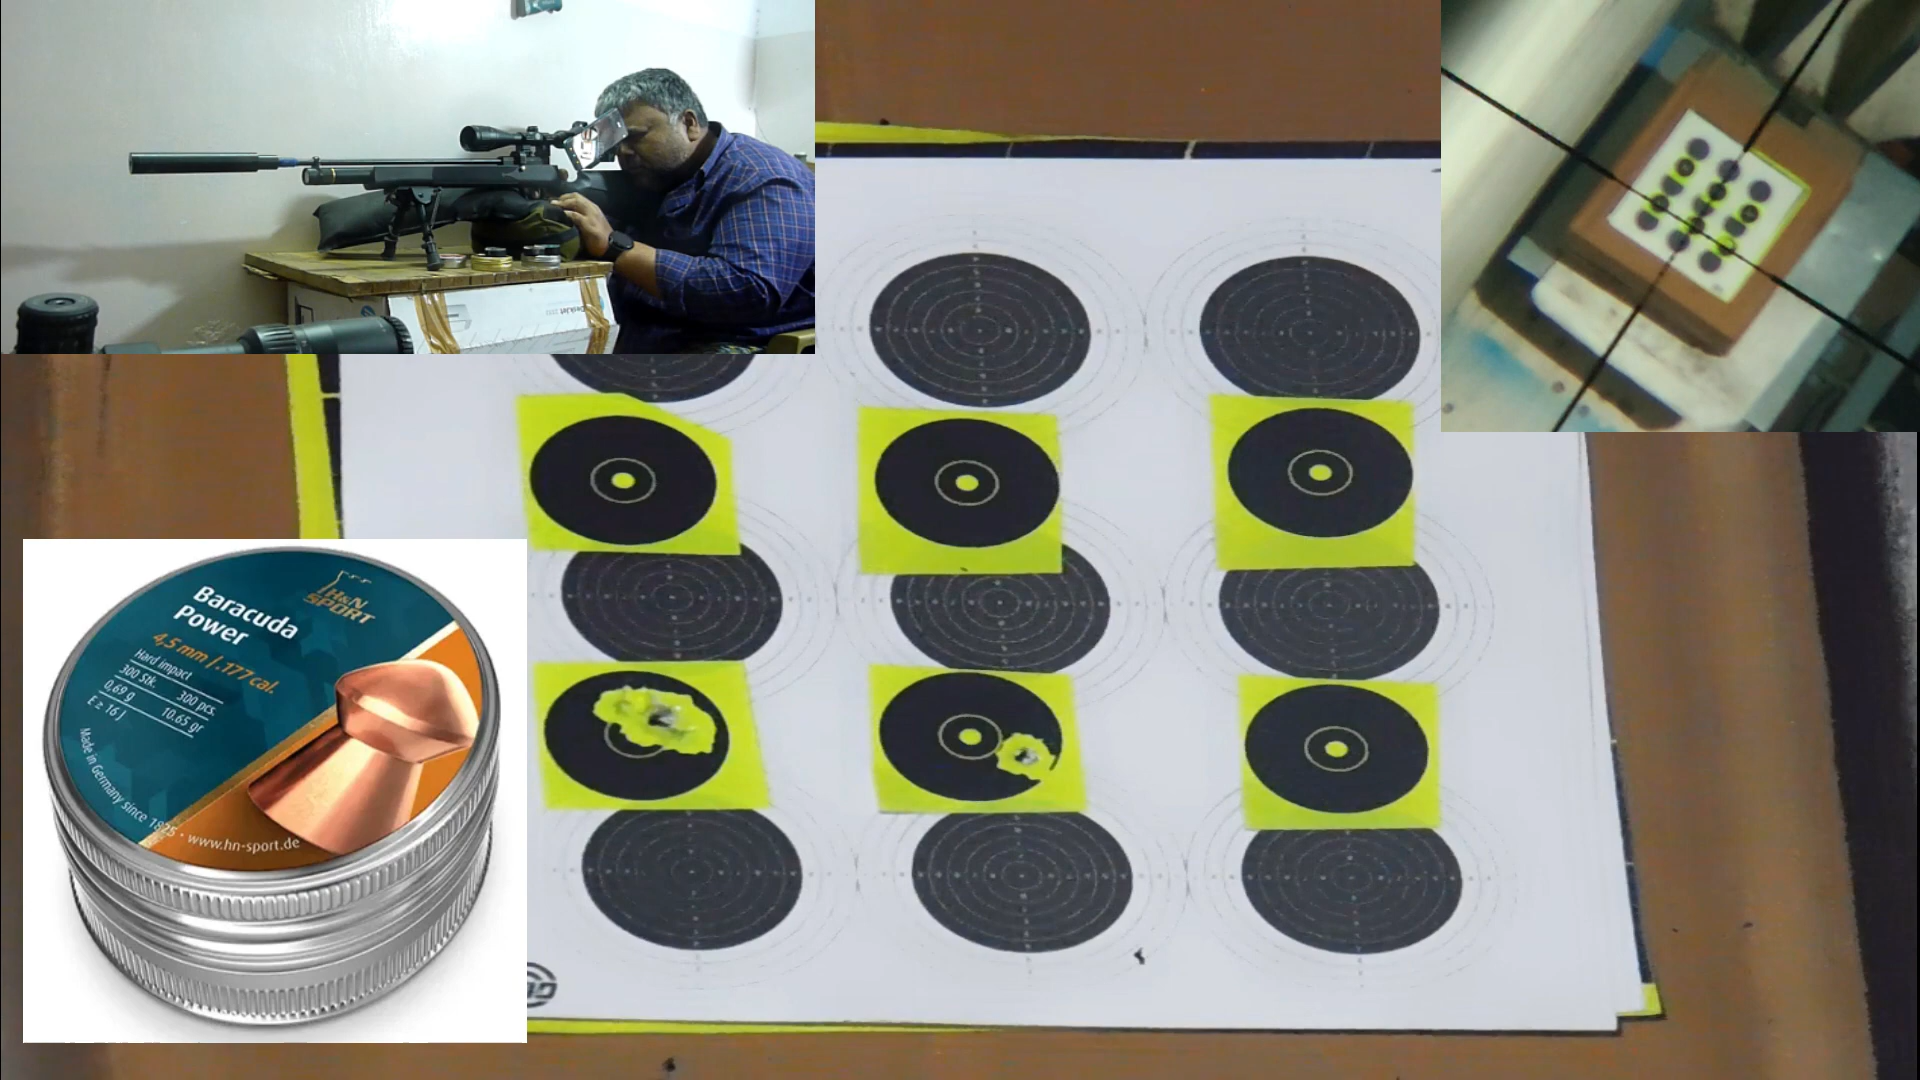 H&N
SPORT
Baracuda
Power
4,5 mm | .177 cal.
Hard impact
300 Stk. 300 pcs.
0,69 g 10.65 gr
E ≥ 16 J
Made in Germany since 1825 · www.hn-sport.de